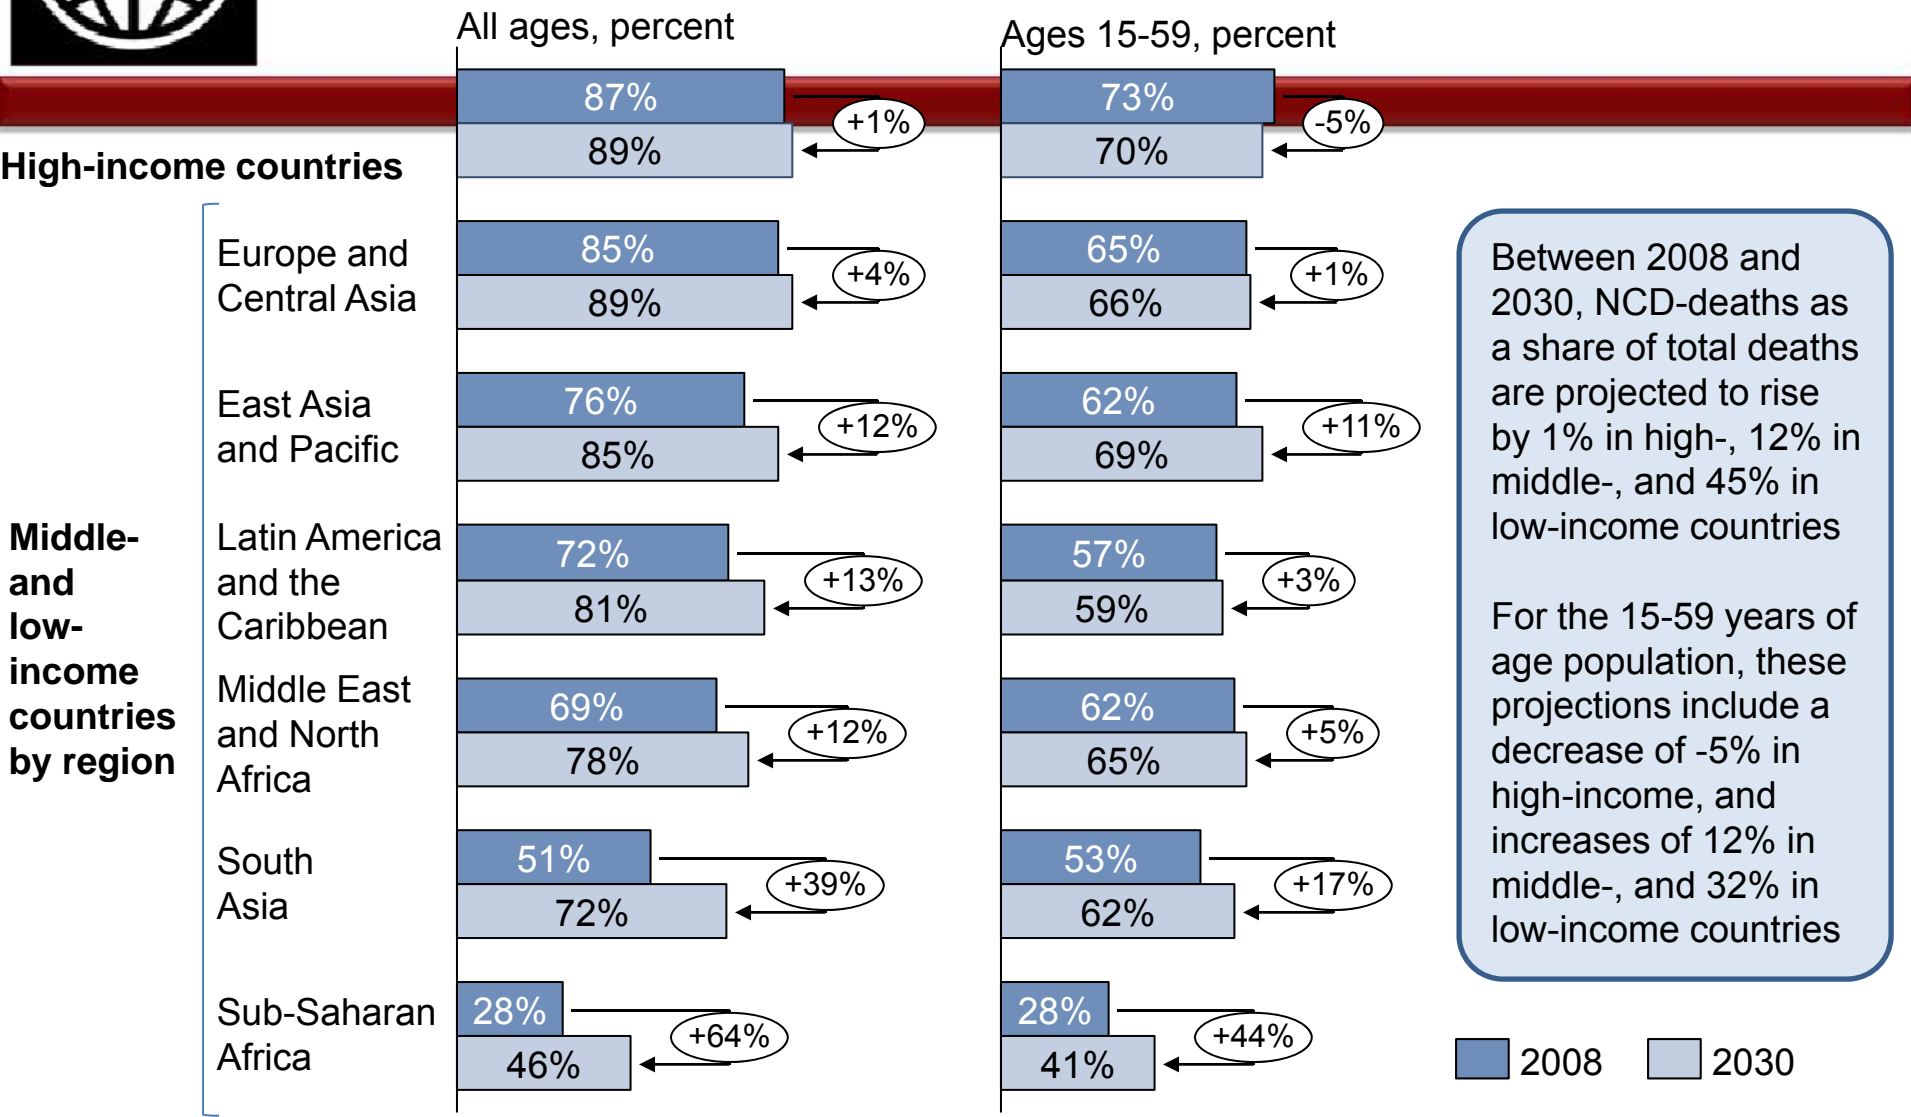 All ages, percent
Ages 15-59, percent
High-income countries
87%
+1%
89%
73%
-5%
70%
Middle-
and
low-
income
countries
by region
Europe and
Central Asia
85%
+4%
89%
65%
+1%
66%
East Asia
and Pacific
76%
+12%
85%
62%
+11%
69%
Latin America
and the
Caribbean
72%
+13%
81%
57%
+3%
59%
Middle East
and North
Africa
69%
+12%
78%
62%
+5%
65%
South
Asia
51%
+39%
72%
53%
+17%
62%
Sub-Saharan
Africa
28%
+64%
46%
28%
+44%
41%
Between 2008 and
2030, NCD-deaths as
a share of total deaths
are projected to rise
by 1% in high-, 12% in
middle-, and 45% in
low-income countries
For the 15-59 years of
age population, these
projections include a
decrease of -5% in
high-income, and
increases of 12% in
middle-, and 32% in
low-income countries
2008
2030